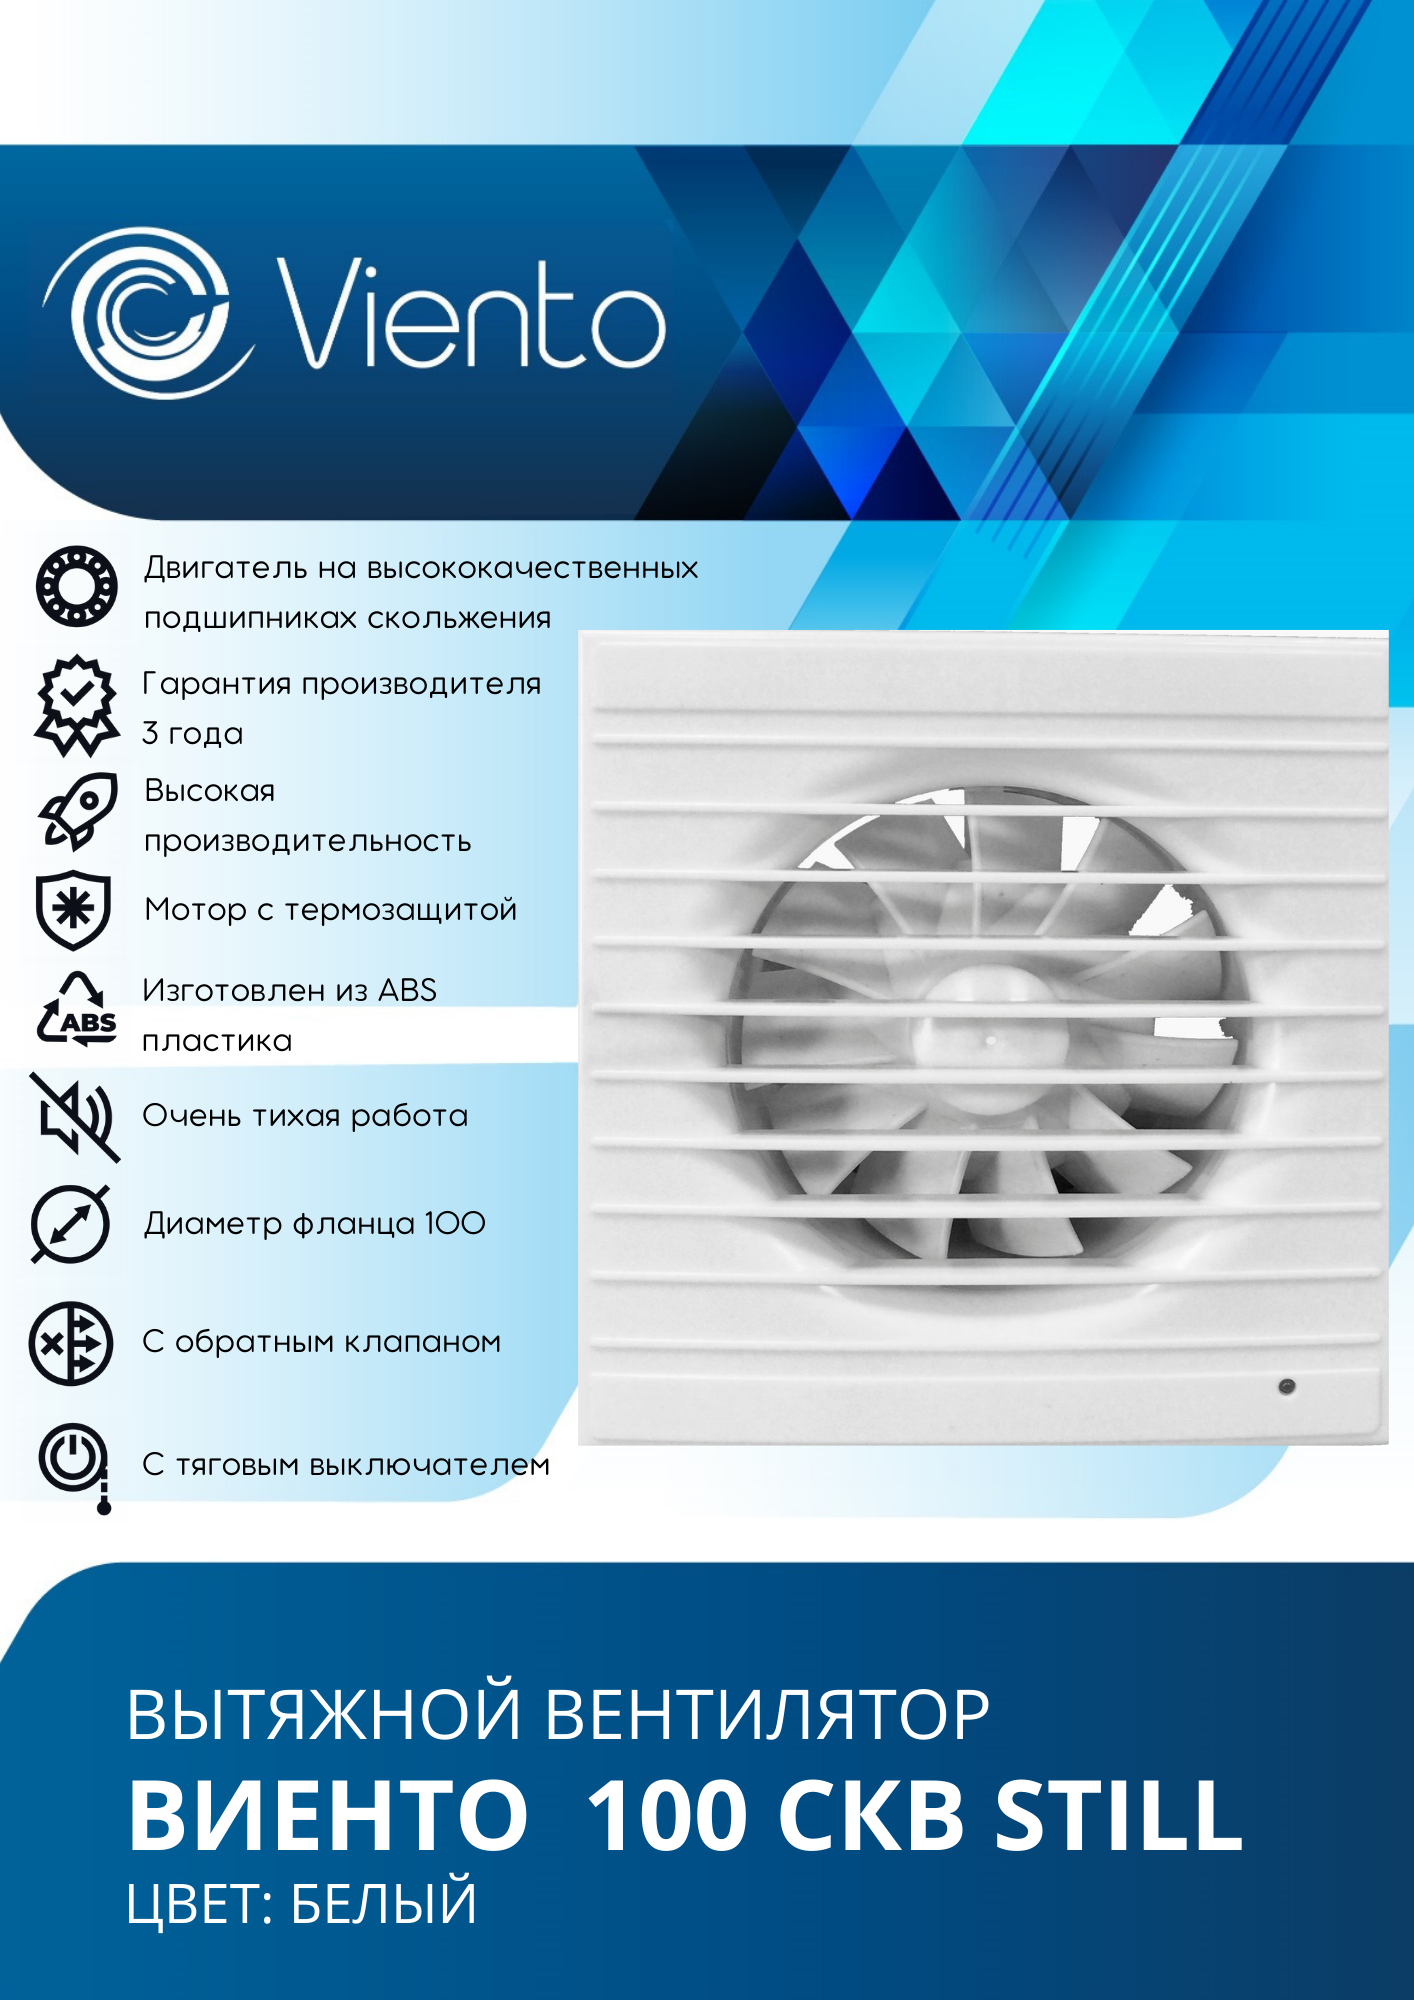 Viento
Двигатель на высококачественных
подшипниках скольжения
Гарантия производителя
3 года
Высокая
производительность
Мотор с термозащитой
Изготовлен из ABS
пластика
ABS
Очень тихая работа
Диаметр фланца 100
С обратным клапаном
С тяговым выключателем
ВЫТЯЖНОЙ ВЕНТИЛЯТОР
ВИЕНТО 100 СКВ STILL
ЦВЕТ: БЕЛЫЙ